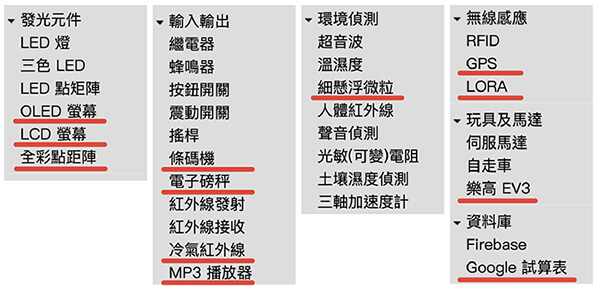 發光元件
LED 燈
三色 LED
LED 點矩陣
OLED 螢幕
LCD 螢幕
全彩點距陣
輸入輸出
繼電器
蜂鳴器
按鈕開關
震動開關
搖桿
條碼機
電子磅秤
紅外線發射
紅外線接收
冷氣紅外線
MP3 播放器
環境偵測
超音波
溫濕度
細懸浮微粒
人體紅外線
聲音偵測
光敏(可變)電阻
土壤濕度偵測
三軸加速度計
無線感應
RFID
GPS
LORA
玩具及馬達
伺服馬達
自走車
樂高 EV3
資料庫
Firebase
Google 試算表